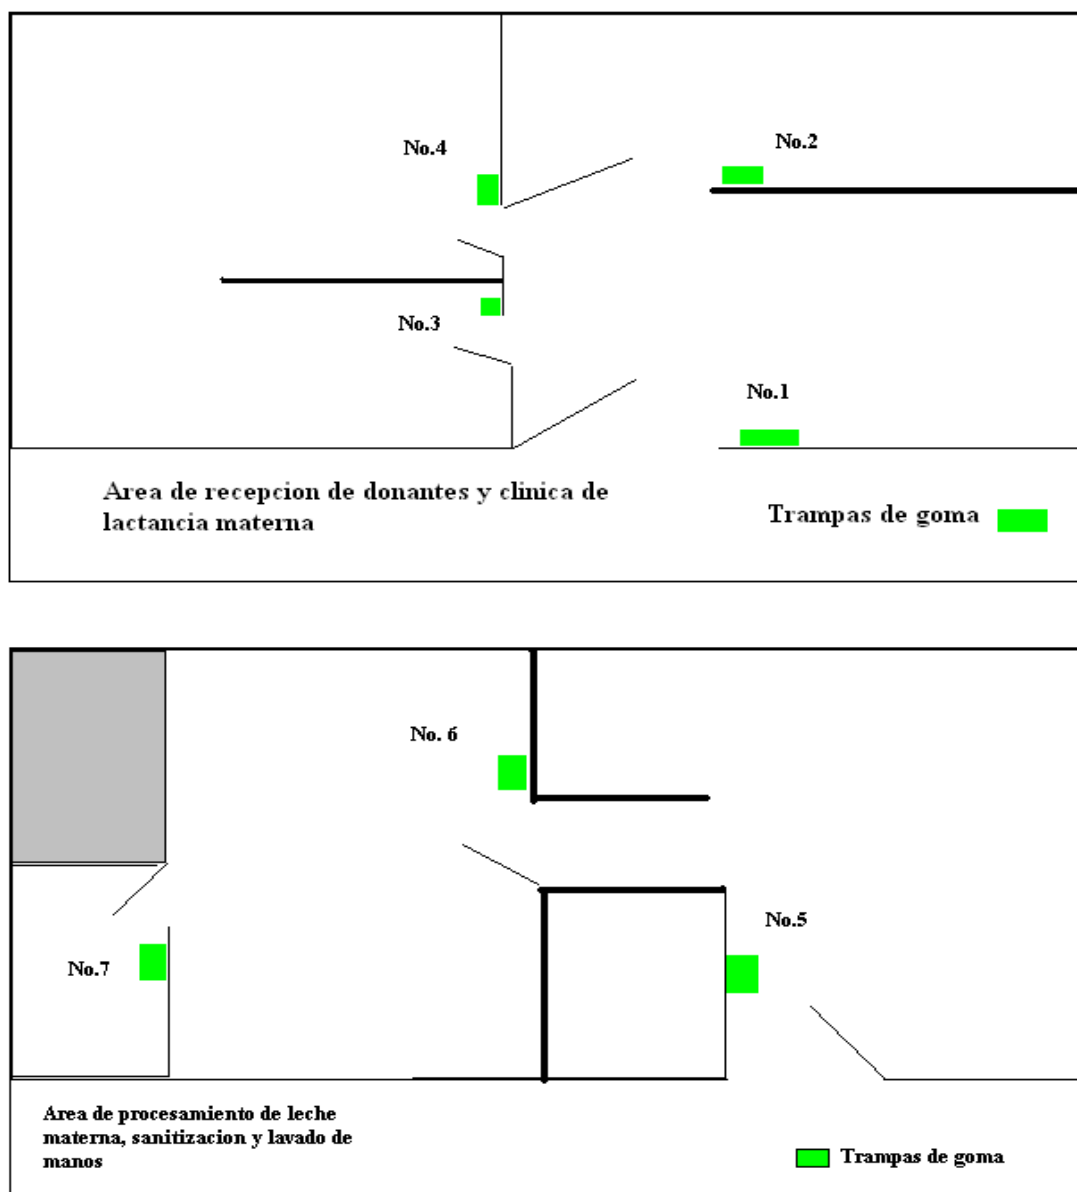 No.4
No.2
No.3
No.1
Area de recepcion de donantes y clinica de
lactancia materna
Trampas de goma
No. 6
No.5
No.7
Area de procesamiento de leche
materna, sanitizacion y lavado de
manos
Trampas de goma